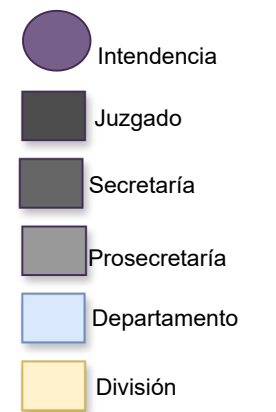 Intendencia
Juzgado
Secretaría
Prosecretaría
Departamento
División